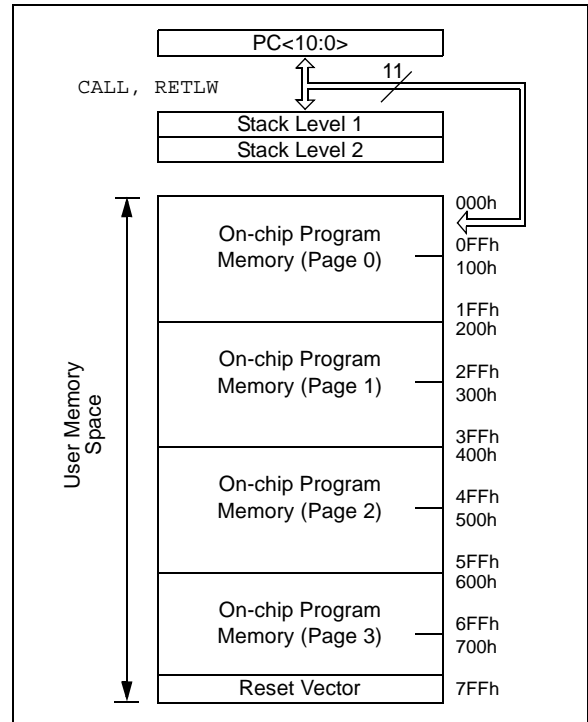 PC<10:0>
CALL, RETLW
11
Stack Level 1
Stack Level 2
User Memory
Space
000h
On-chip Program
Memory (Page 0)
0FFh
100h
1FFh
200h
On-chip Program
Memory (Page 1)
2FFh
300h
3FFh
400h
On-chip Program
Memory (Page 2)
4FFh
500h
5FFh
600h
On-chip Program
Memory (Page 3)
6FFh
700h
Reset Vector
7FFh